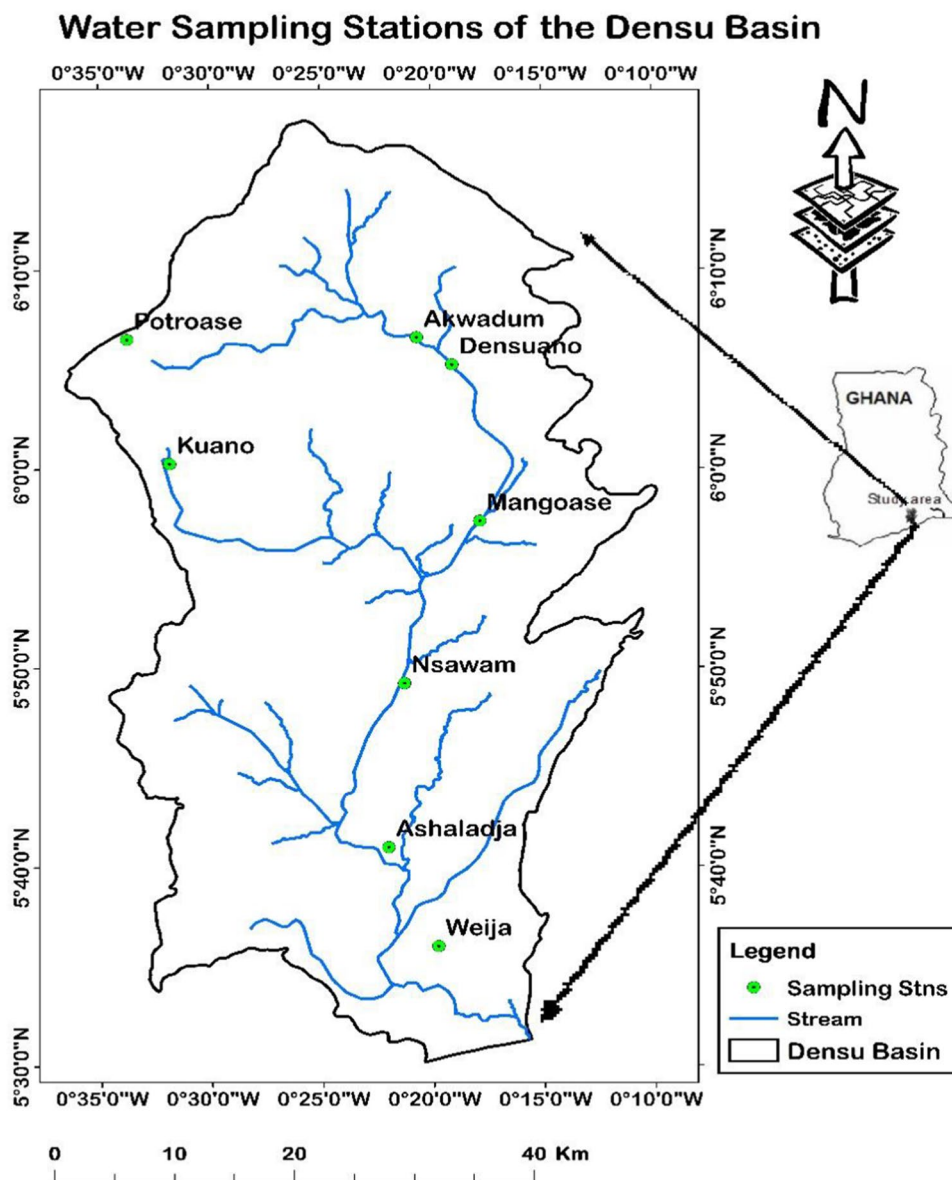 Water Sampling Stations of the Densu Basin
0°35'0"W 0°30'0"W 0°25'0"W 0°20'0"W 0°15'0"W 0°10'0"W
N
6°10'0"N
6°10'0"N
Potroase
Akwadum
Densuano
GHANA
Kuano
6°0'0"N
6°0'0"N
Mangoase
Study area
Nsawam
5°50'0"N
5°50'0"N
Ashaladja
5°40'0"N
5°40'0"N
Weija
Legend
Sampling Stns
Stream
Densu Basin
5°30'0"N
0°35'0"W 0°30'0"W 0°25'0"W 0°20'0"W 0°15'0"W 0°10'0"W
0 10 20 40 Km